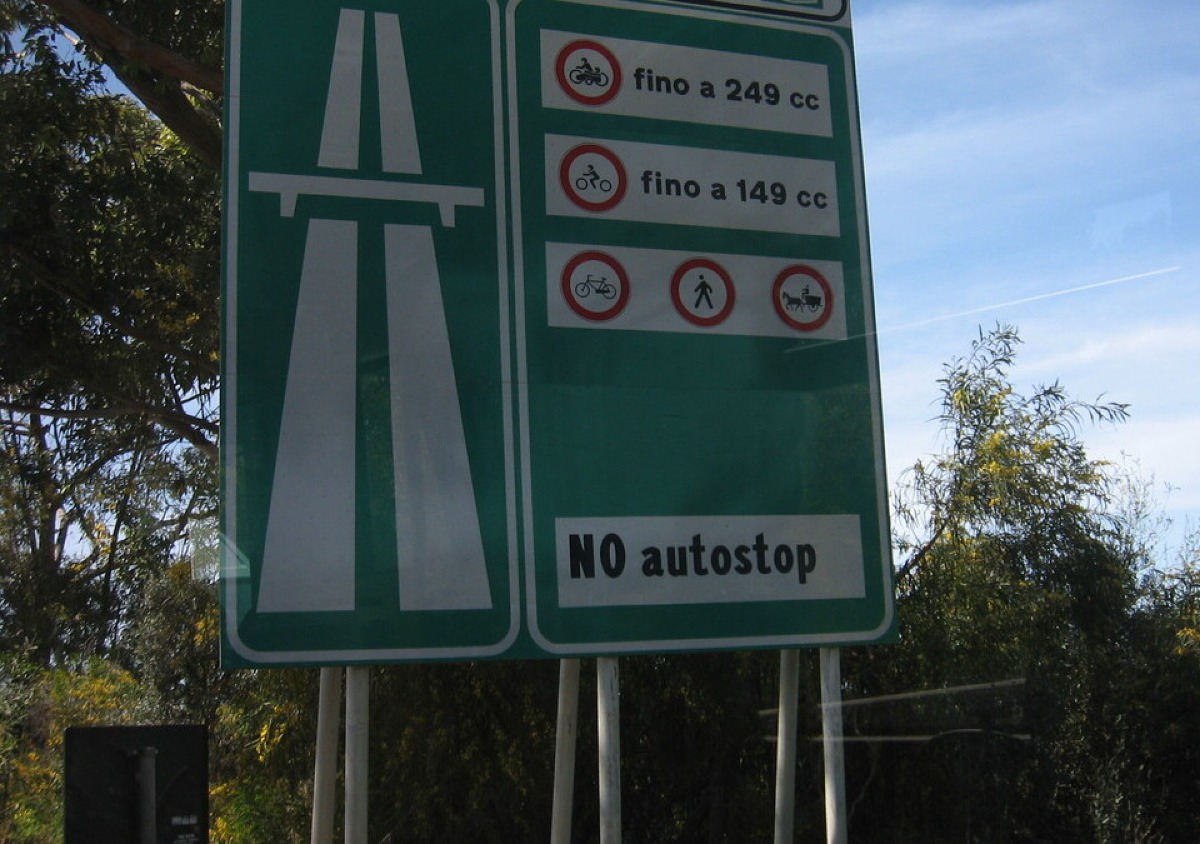 fino a 249 cc
fino a 149 cc
NO autostop